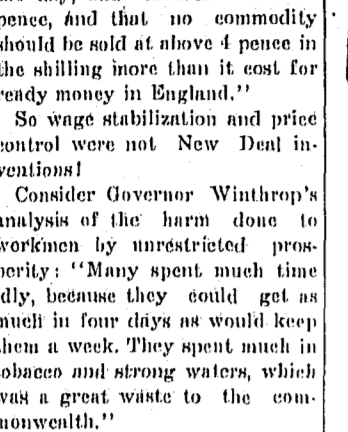 pence, and that no commodity
should be sold at above 4 pence in
the shilling more than it cost for
ready money in England."
So wage stabilization and price
control were not New Deal in-
ventions!
Consider Governor Winthrop's
analysis of the harm done to
workmen by unrestricted pros-
perity: "Many spent much time
idly, because they could get as
much in four days as would keep
them a week. They spent much in
tobacco and strong waters, which
was a great waste to the com-
monwealth."